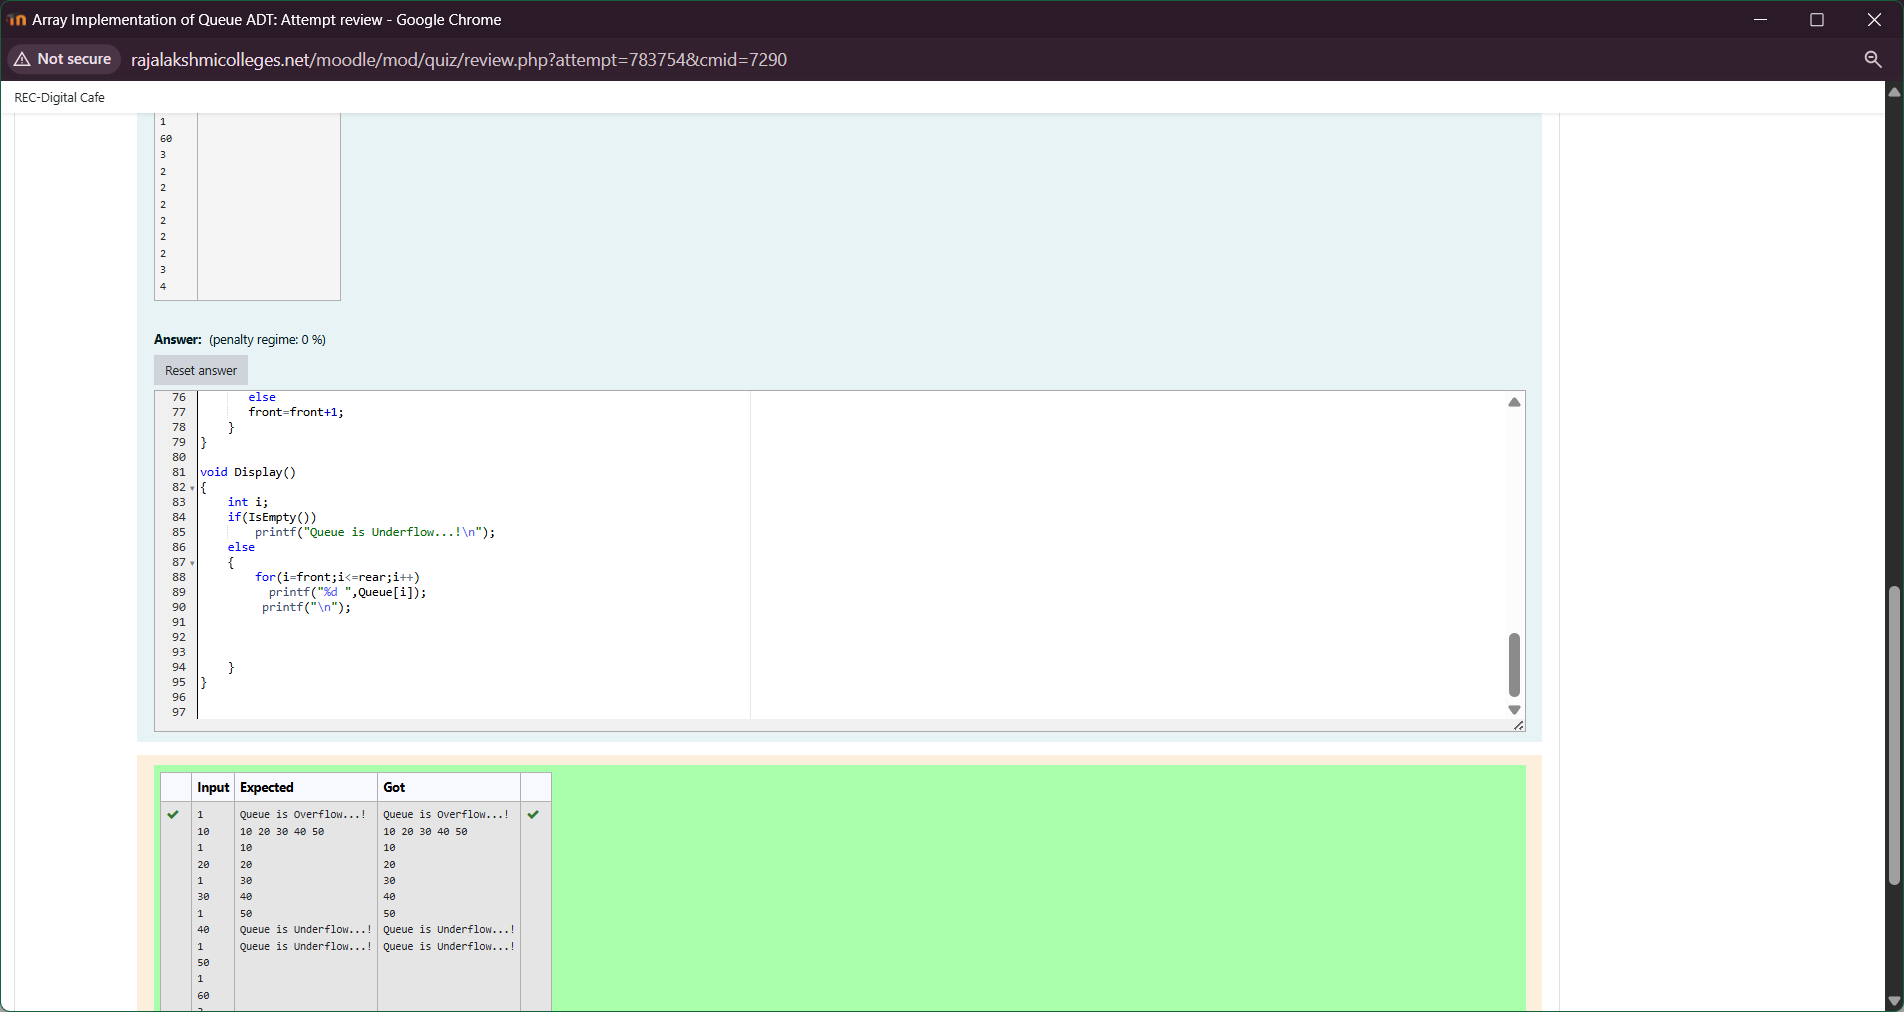 Array Implementation of Queue ADT: Attempt review - Google Chrome
Not secure rajalakshmicolleges.net/moodle/mod/quiz/review.php?attempt=783754&cmid=7290
REC-Digital Cafe
1
60
3
2
2
2
2
2
2
3
4
Answer: (penalty regime: 0 %)
Reset answer
76 else
77 front=front+1;
78 }
79 }
80
81 void Display()
82 {
83 int i;
84 if(IsEmpty())
85 printf("Queue is Underflow...!\n");
86 else
87 {
88 for(i=front;i<=rear;i++)
89 printf("%d ",Queue[i]);
90 printf("\n");
91
92
93
94 }
95 }
96
97
Input Expected Got
1 Queue is Overflow...! Queue is Overflow...!
10 10 20 30 40 50 10 20 30 40 50
1 10 10
20 20 20
1 30 30
30 40 40
1 50 50
40 Queue is Underflow...! Queue is Underflow...!
1 Queue is Underflow...! Queue is Underflow...!
50
1
60